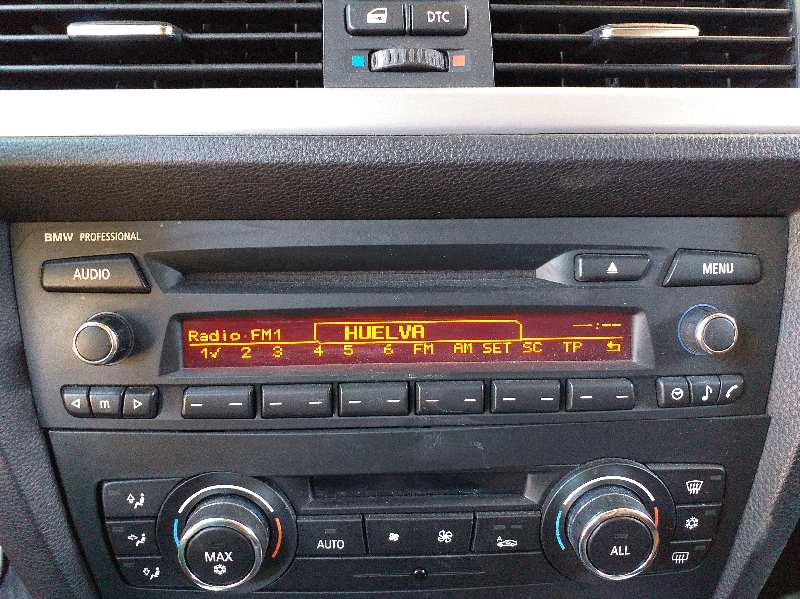 DTC
BMW PROFESSIONAL
AUDIO
MENU
Radio FM1 HUELVA --:--
1✓ 2 3 4 5 6 FM AM SET SC TP
m
MAX
AUTO
ALL